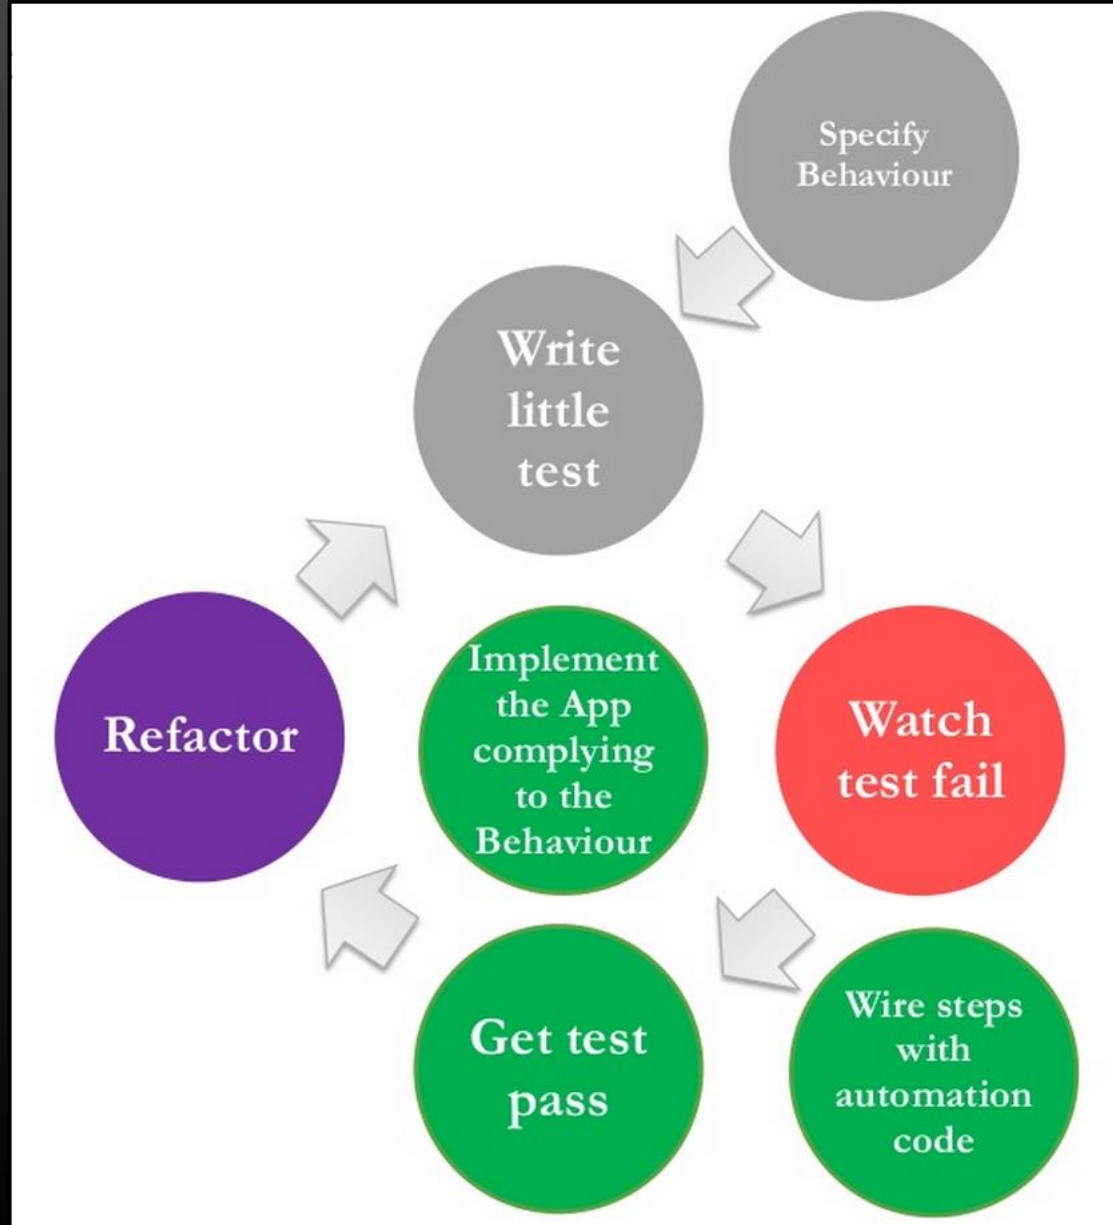 Specify
Behaviour
Write
little
test
Refactor
Implement
the App
complying
to the
Behaviour
Watch
test fail
Get test
pass
Wire steps
with
automation
code